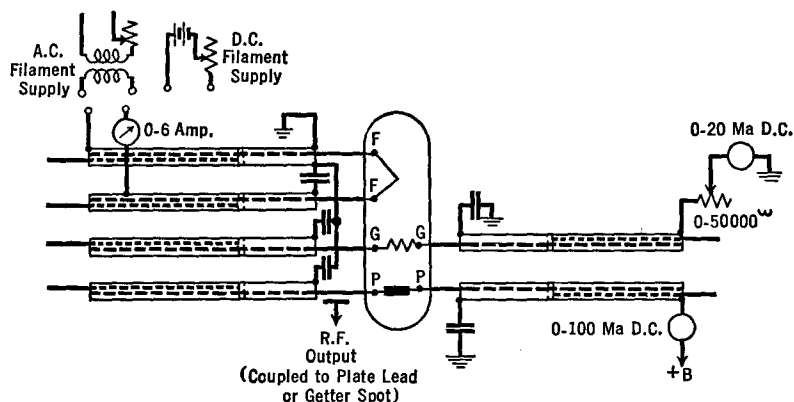 A.C.
Filament
Supply
D.C.
Filament
Supply
0-6 Amp.
F
F
G
G
P
P
0-20 Ma D.C.
0-50000ω
0-100 Ma D.C.
+B
R.F.
Output
(Coupled to Plate Lead
or Getter Spot)